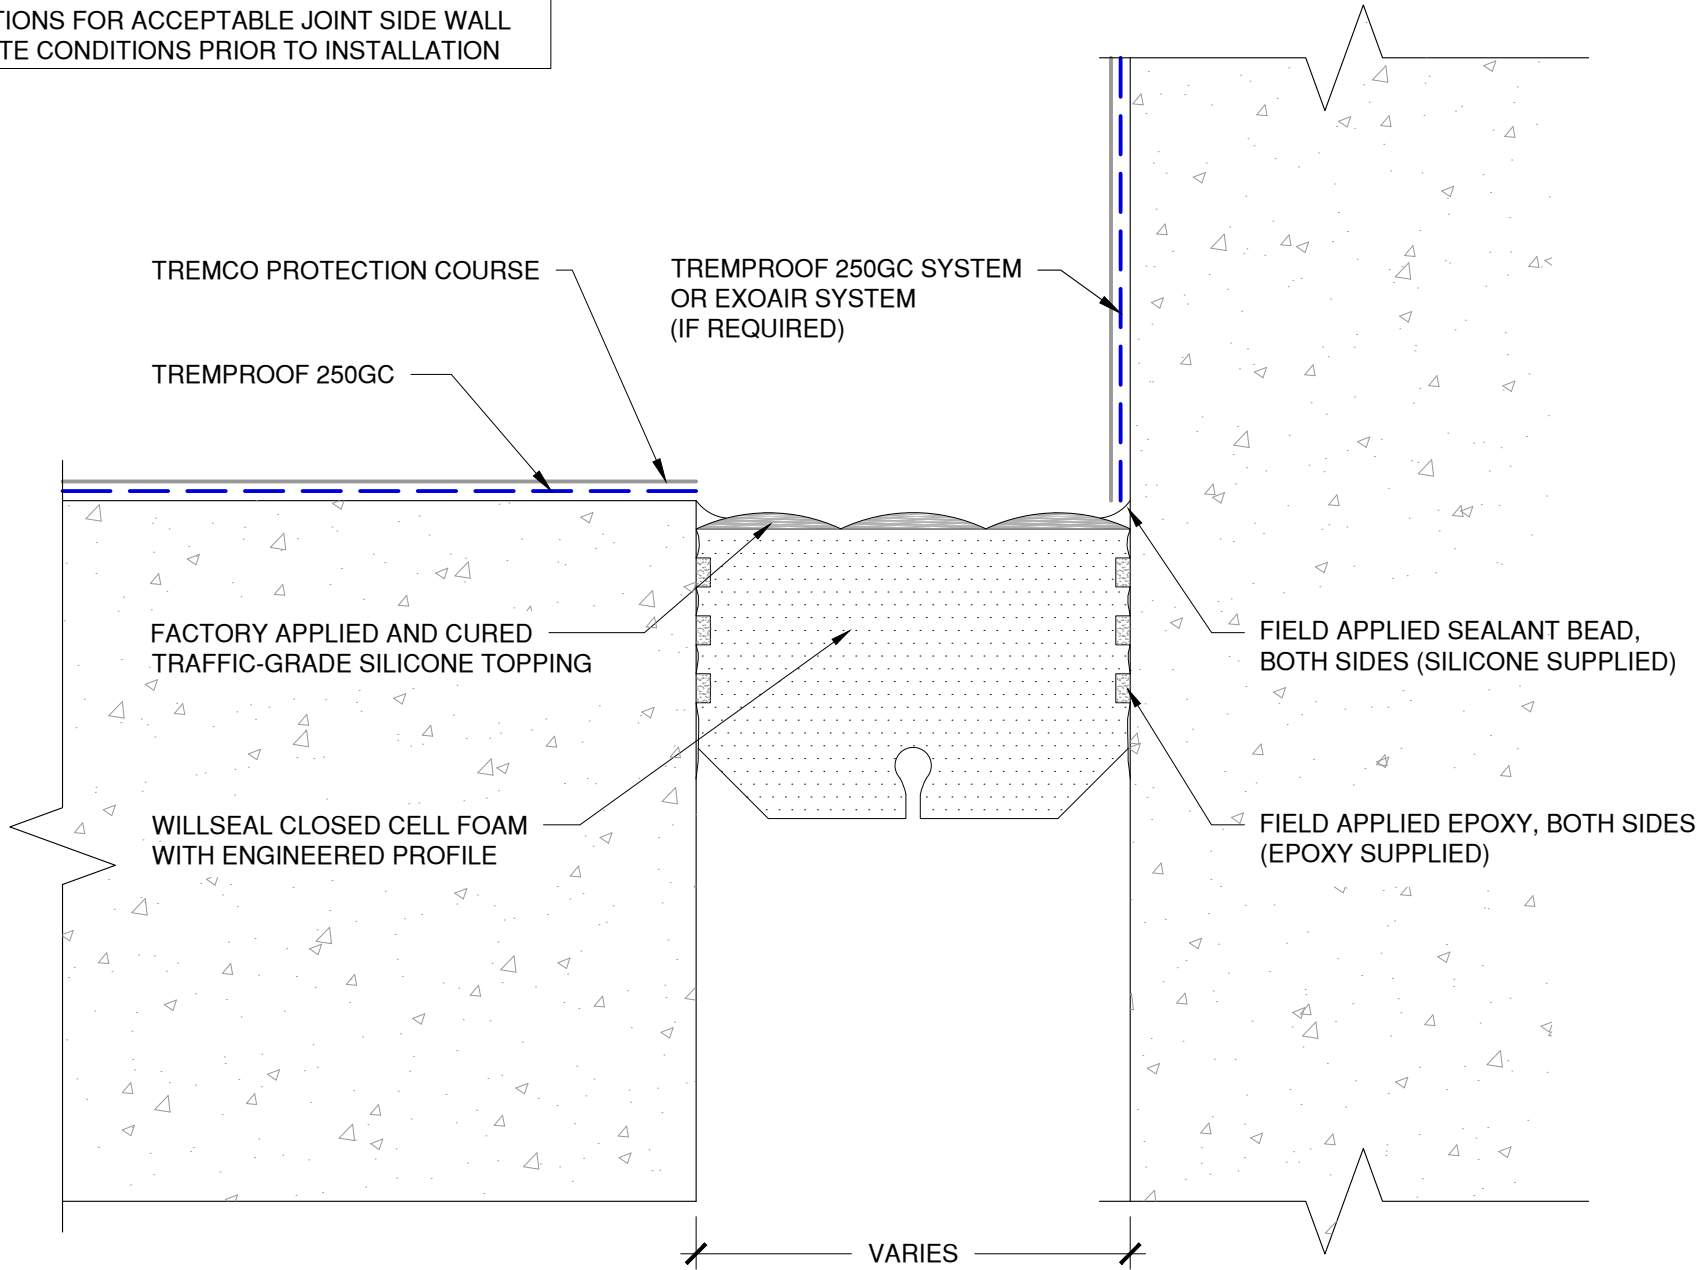 FOR ACCEPTABLE JOINT SIDE WALL
CONDITIONS PRIOR TO INSTALLATION
TREMCO PROTECTION COURSE
TREMPROOF 250GC SYSTEM
OR EXOAIR SYSTEM
(IF REQUIRED)
TREMPROOF 250GC
FACTORY APPLIED AND CURED
TRAFFIC-GRADE SILICONE TOPPING
FIELD APPLIED SEALANT BEAD,
BOTH SIDES (SILICONE SUPPLIED)
WILLSEAL CLOSED CELL FOAM
WITH ENGINEERED PROFILE
FIELD APPLIED EPOXY, BOTH SIDES
(EPOXY SUPPLIED)
VARIES